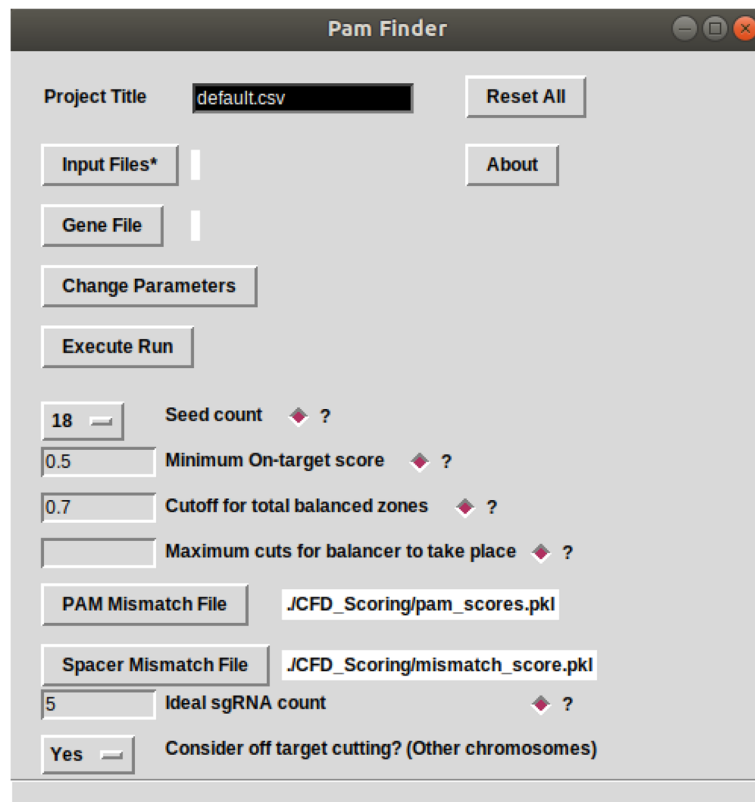 Pam Finder
Project Title default.csv Reset All
Input Files* About
Gene File
Change Parameters
Execute Run
18 Seed count ?
0.5 Minimum On-target score ?
0.7 Cutoff for total balanced zones ?
Maximum cuts for balancer to take place ?
PAM Mismatch File ./CFD_Scoring/pam_scores.pkl
Spacer Mismatch File ./CFD_Scoring/mismatch_score.pkl
5 Ideal sgRNA count ?
Yes Consider off target cutting? (Other chromosomes)